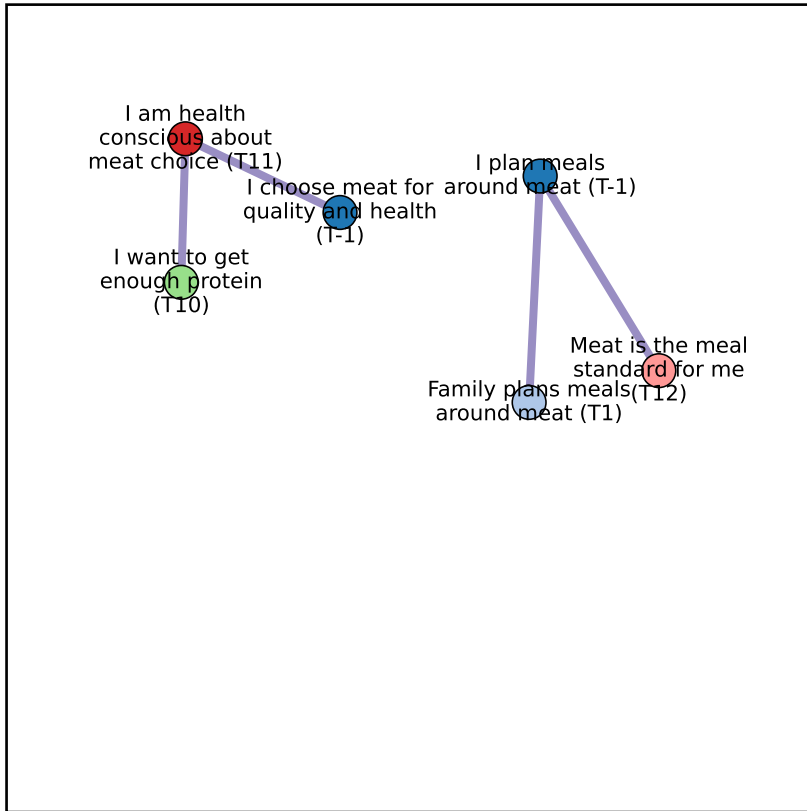 I am health
conscious about
meat choice (T11)
I choose meat for
quality and health
(T-1)
I want to get
enough protein
(T10)
I plan meals
around meat (T-1)
Meat is the meal
standard for me
(T12)
Family plans meals
around meat (T1)